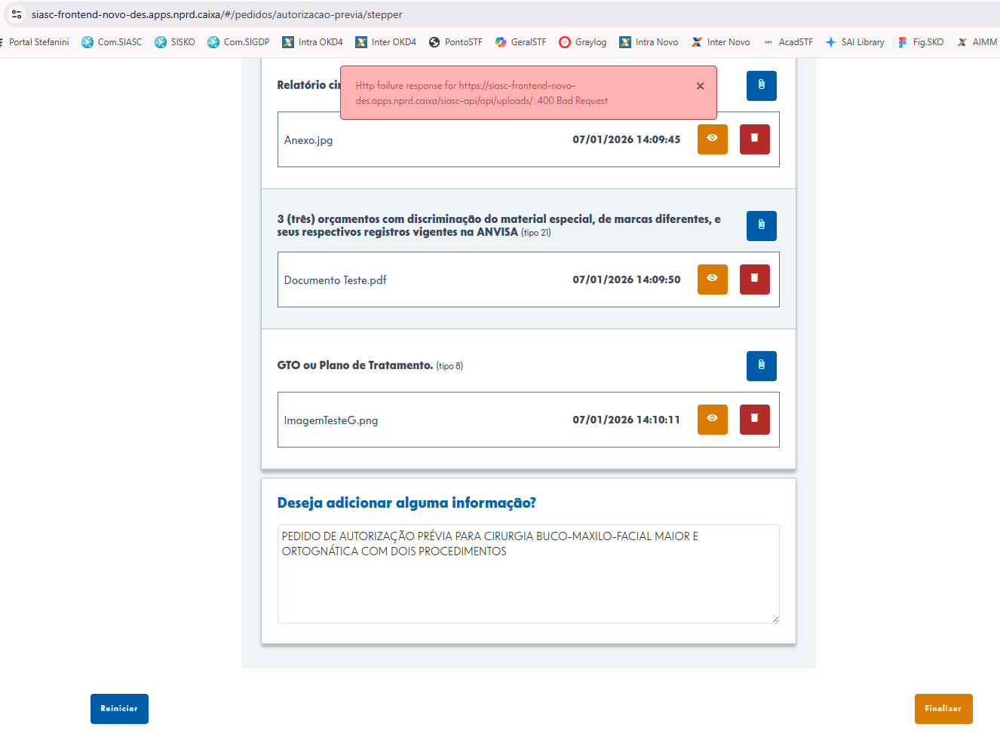 siasc-frontend-novo-des.apps.nprd.caixa/#/pedidos/autorizacao-previa/stepper
Portal Stefanini Com.SIASC SISKO Com.SIGDP Intra OKD4 Inter OKD4 PontoSTF GeralSTF Graylog Intra Novo Inter Novo AcadSTF SAI Library Fig.SKO AIMM
Relatório
Http failure response for https://siasc-frontend-novo-
des.apps.nprd.caixa/siasc-api/api/uploads/: 400 Bad Request
×
Anexo.jpg 07/01/2026 14:09:45
3 (três) orçamentos com discriminação do material especial, de marcas diferentes, e
seus respectivos registros vigentes na ANVISA (tipo 21)
Documento Teste.pdf 07/01/2026 14:09:50
GTO ou Plano de Tratamento. (tipo 8)
ImagemTesteG.png 07/01/2026 14:10:11
Deseja adicionar alguma informação?
PEDIDO DE AUTORIZAÇÃO PRÉVIA PARA CIRURGIA BUCO-MAXILO-FACIAL MAIOR E
ORTOGNÁTICA COM DOIS PROCEDIMENTOS
Reiniciar Finalizar